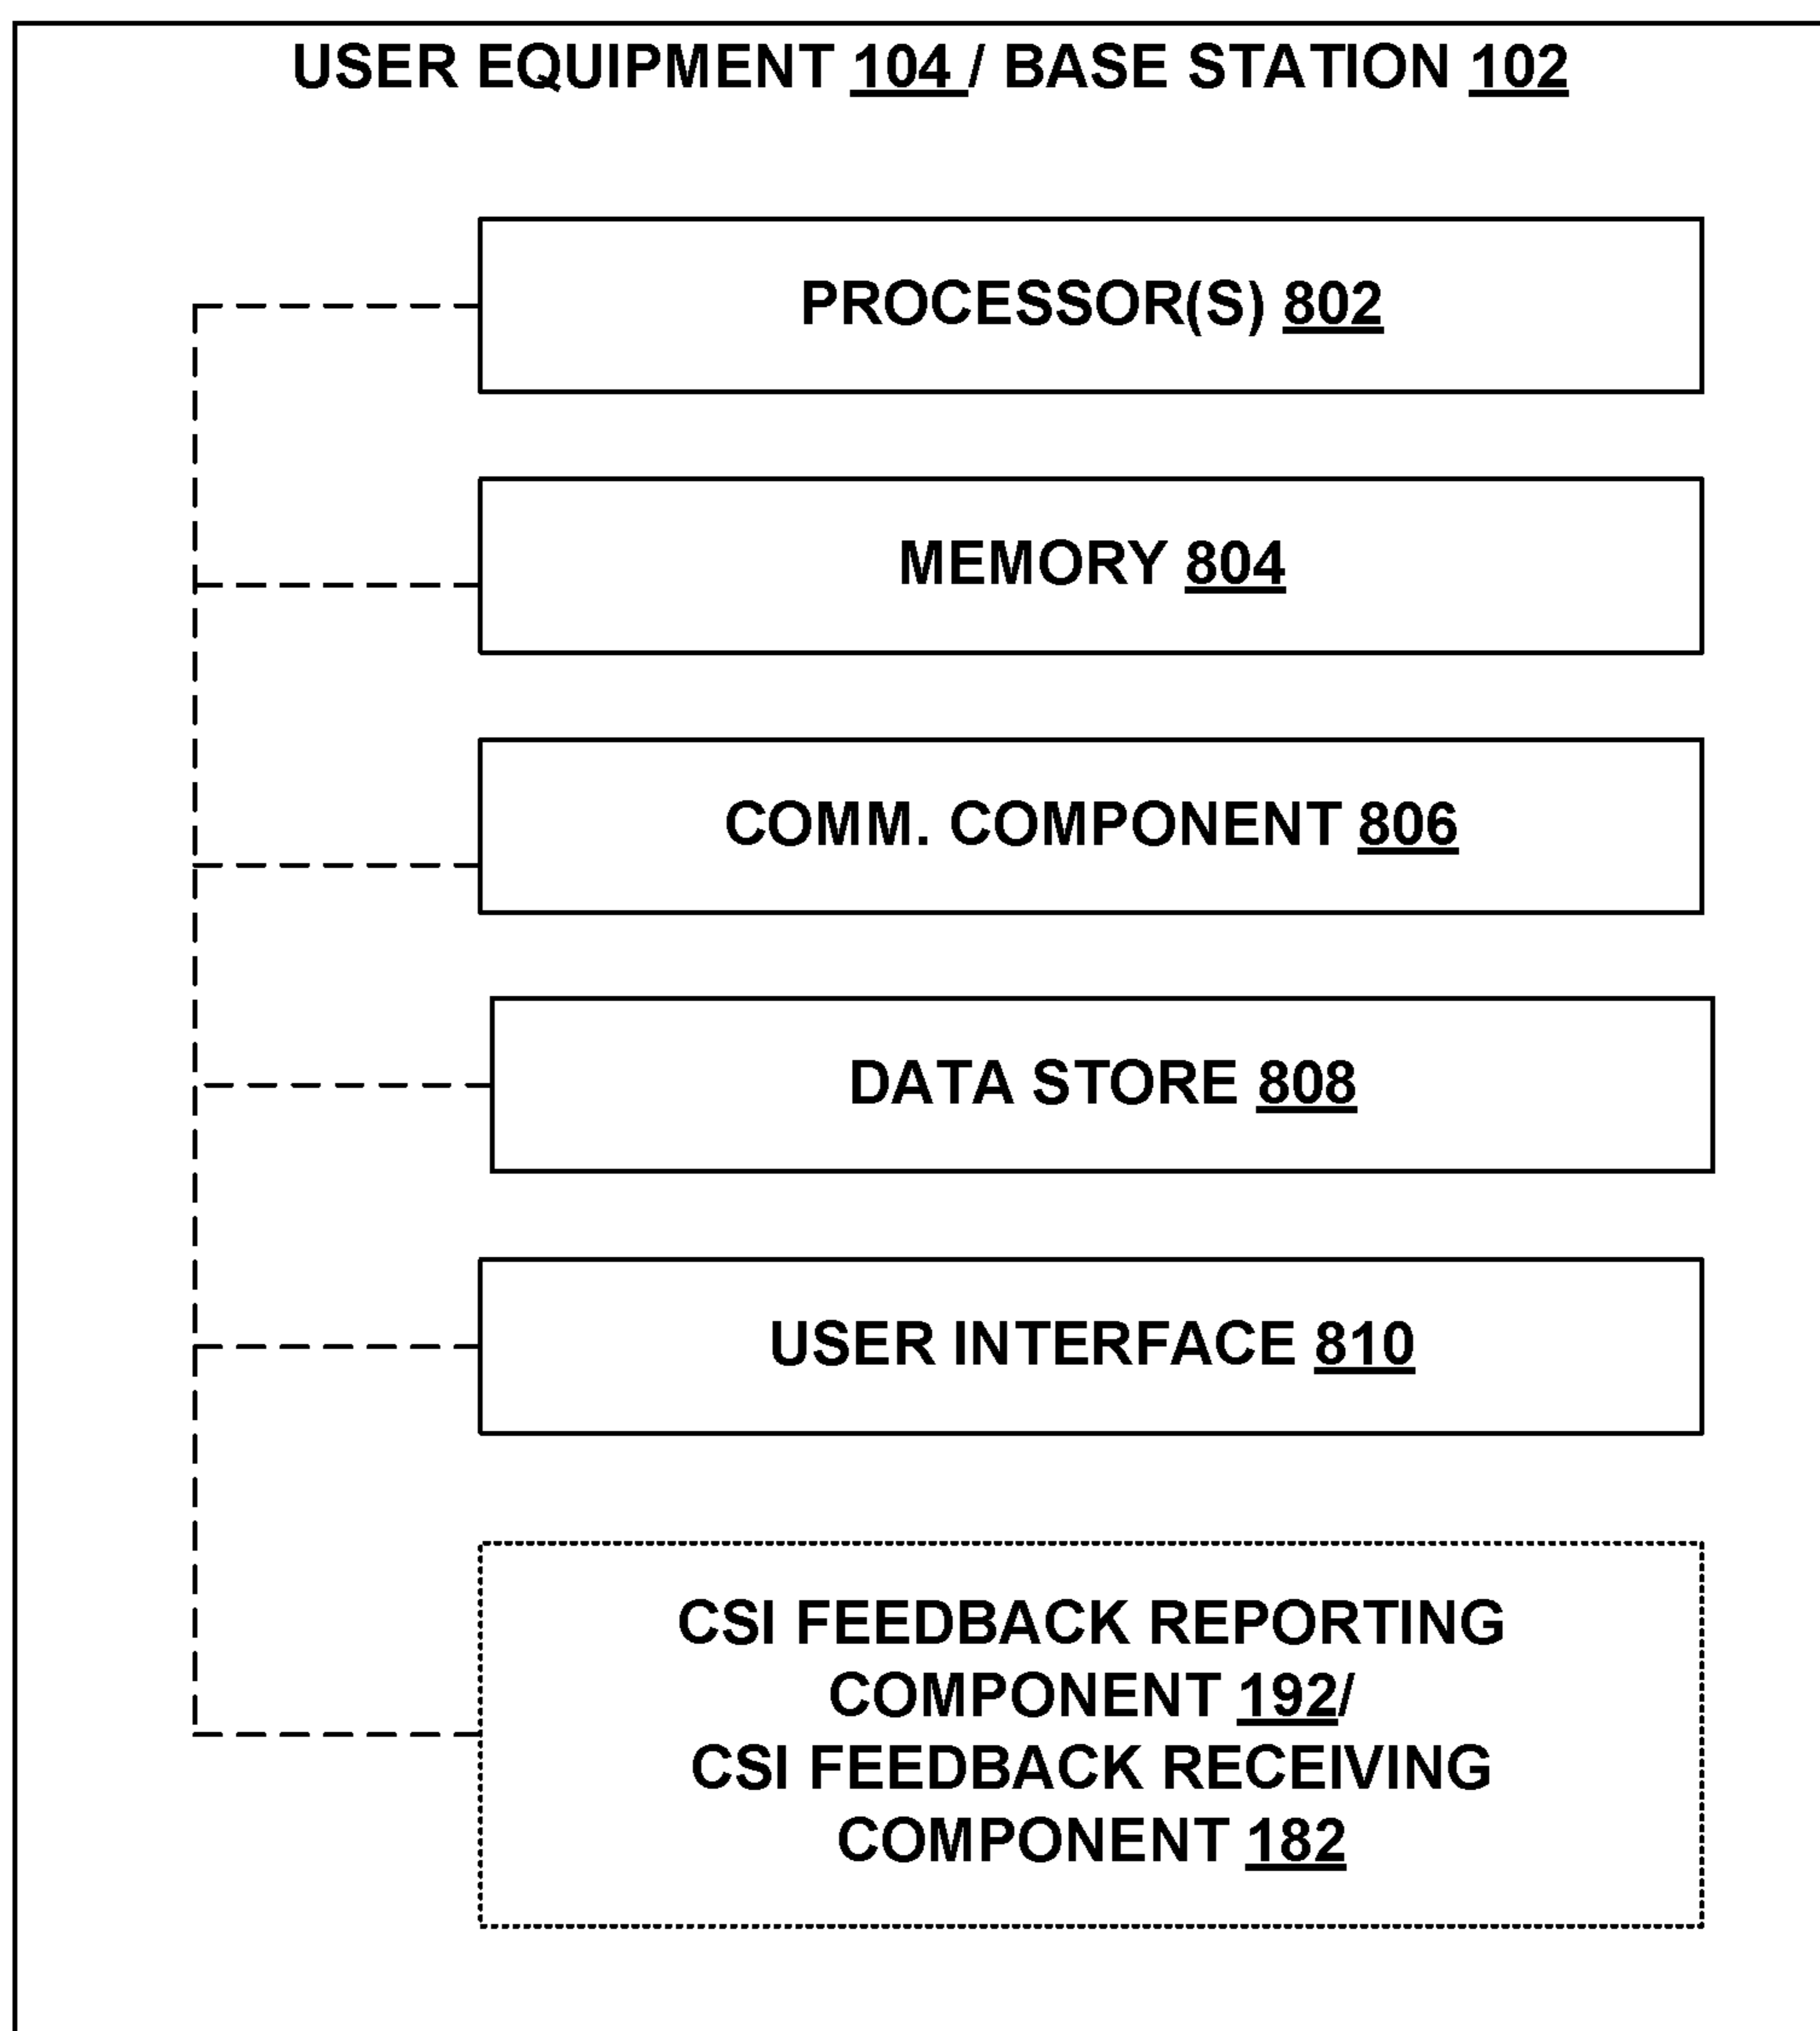 USER EQUIPMENT 104 / BASE STATION 102
PROCESSOR(S) 802
MEMORY 804
COMM. COMPONENT 806
DATA STORE 808
USER INTERFACE 810
CSI FEEDBACK REPORTING
COMPONENT 192/
CSI FEEDBACK RECEIVING
COMPONENT 182